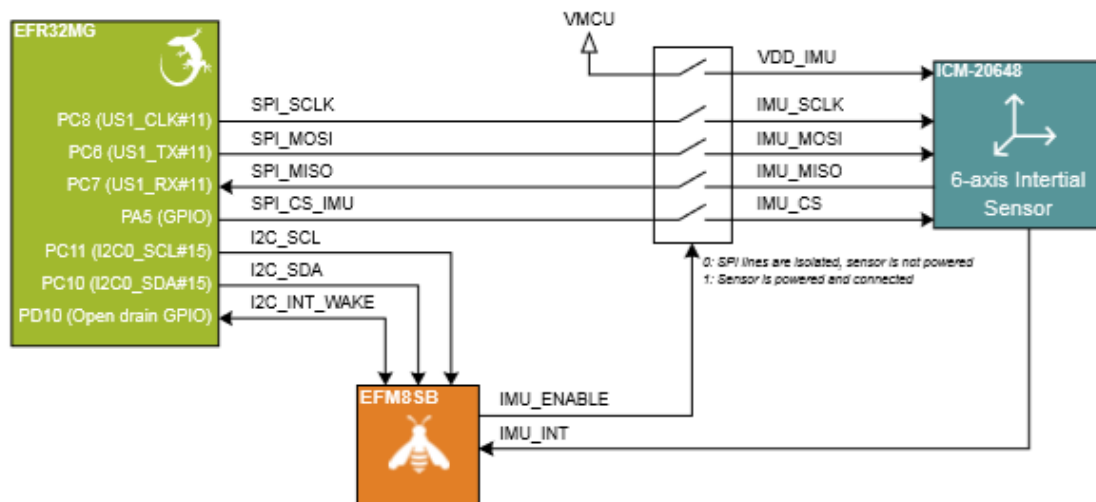 EFR32MG
VMCU
VDD_IMU
ICM-20648
PC8 (US1_CLK#11)
SPI_SCLK
IMU_SCLK
PC6 (US1_TX#11)
SPI_MOSI
IMU_MOSI
PC7 (US1_RX#11)
SPI_MISO
IMU_MISO
6-axis Intertial
Sensor
PA5 (GPIO)
SPI_CS_IMU
IMU_CS
PC11 (I2C0_SCL#15)
I2C_SCL
0: SPI lines are isolated, sensor is not powered
1: Sensor is powered and connected
PC10 (I2C0_SDA#15)
I2C_SDA
PD10 (Open drain GPIO)
I2C_INT_WAKE
EFM8SB
IMU_ENABLE
IMU_INT